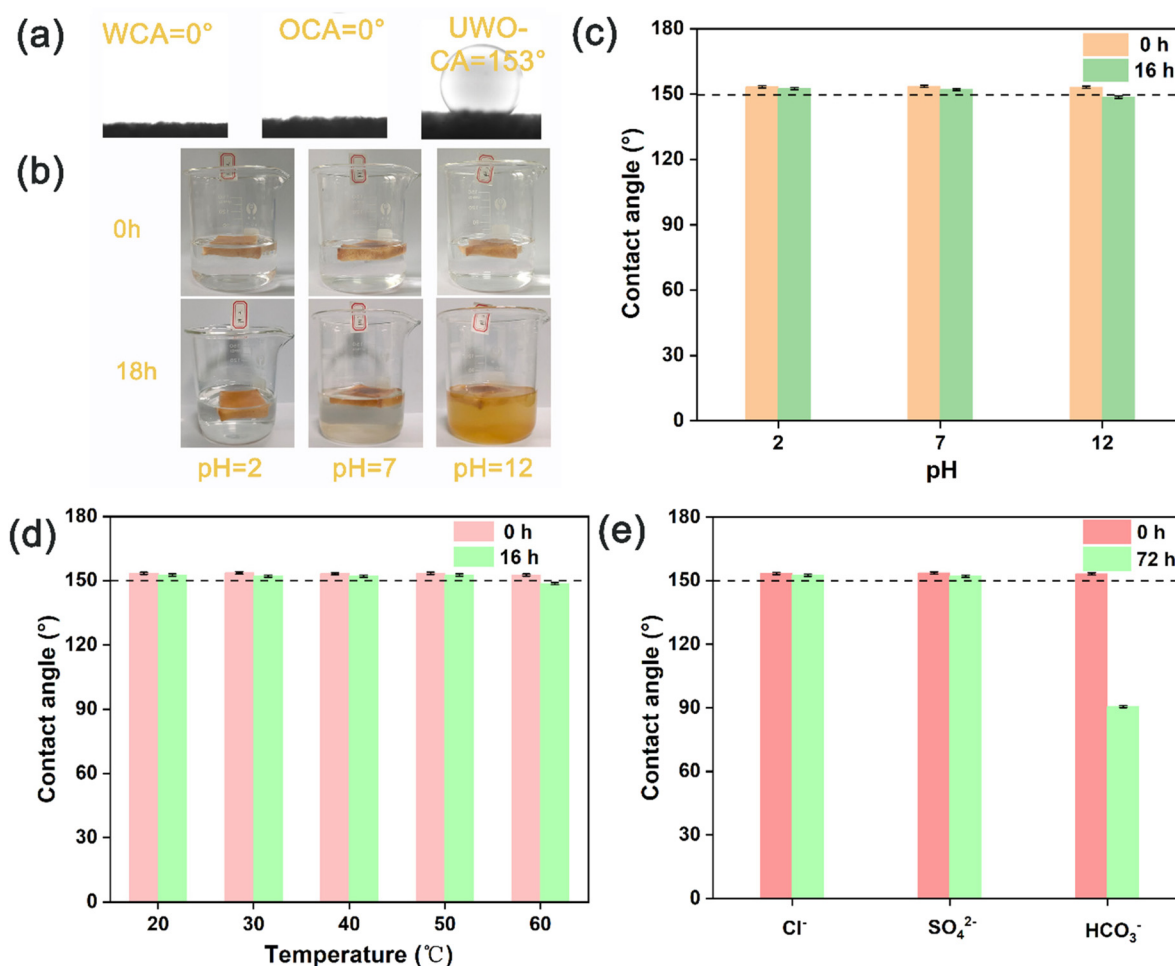 (a)
WCA=0°
OCA=0°
UWO-
CA=153°
(b)
0h
18h
pH=2
pH=7
pH=12
(c)
0 h
16 h
Contact angle (°)
180
150
120
90
60
30
0
2
7
12
pH
(d)
0 h
16 h
Contact angle (°)
180
150
120
90
60
30
0
20
30
40
50
60
Temperature (℃)
(e)
0 h
72 h
Contact angle (°)
180
150
120
90
60
30
0
Cl⁻
SO₄²⁻
HCO₃⁻